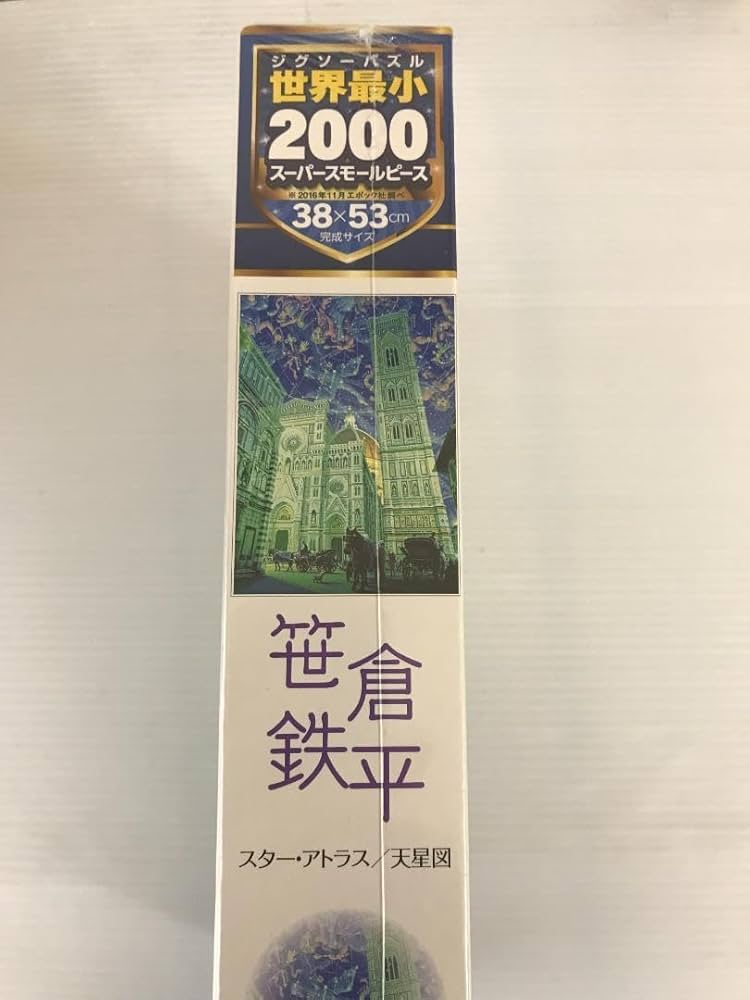 ジグソーパズル
世界最小
2000
スーパースモールピース
※2016年11月エポック社調べ
38×53cm
完成サイズ
笹倉
鉄平
スター・アトラス/天星図